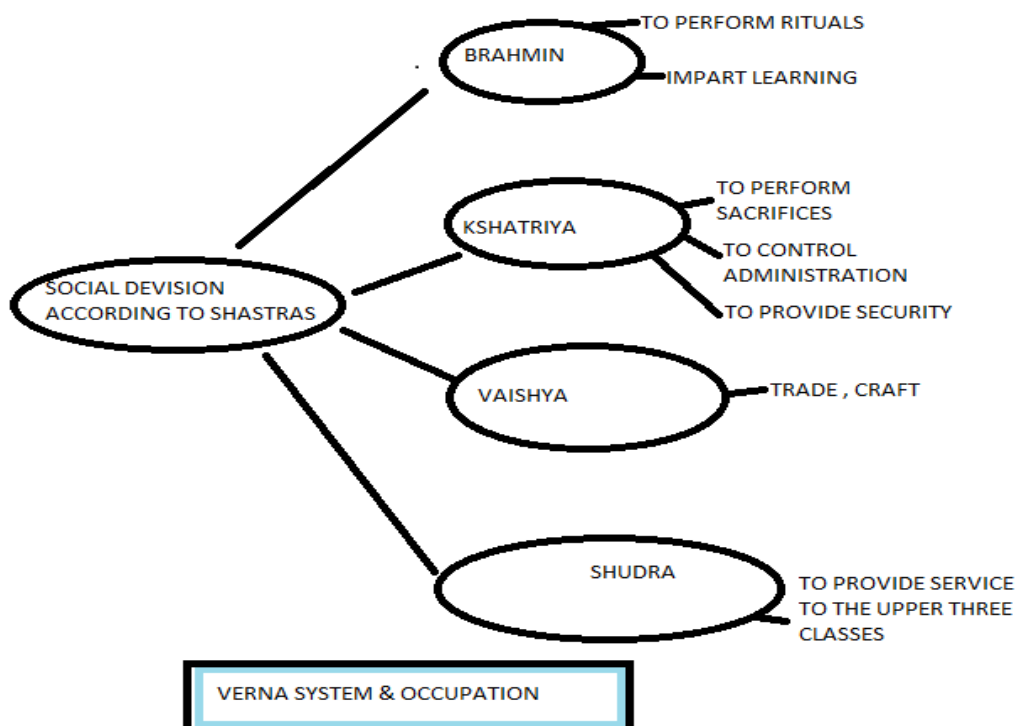 BRAHMIN
TO PERFORM RITUALS
IMPART LEARNING
KSHATRIYA
TO PERFORM
SACRIFICES
TO CONTROL
ADMINISTRATION
TO PROVIDE SECURITY
SOCIAL DEVISION
ACCORDING TO SHASTRAS
VAISHYA
TRADE , CRAFT
SHUDRA
TO PROVIDE SERVICE
TO THE UPPER THREE
CLASSES
VERNA SYSTEM & OCCUPATION